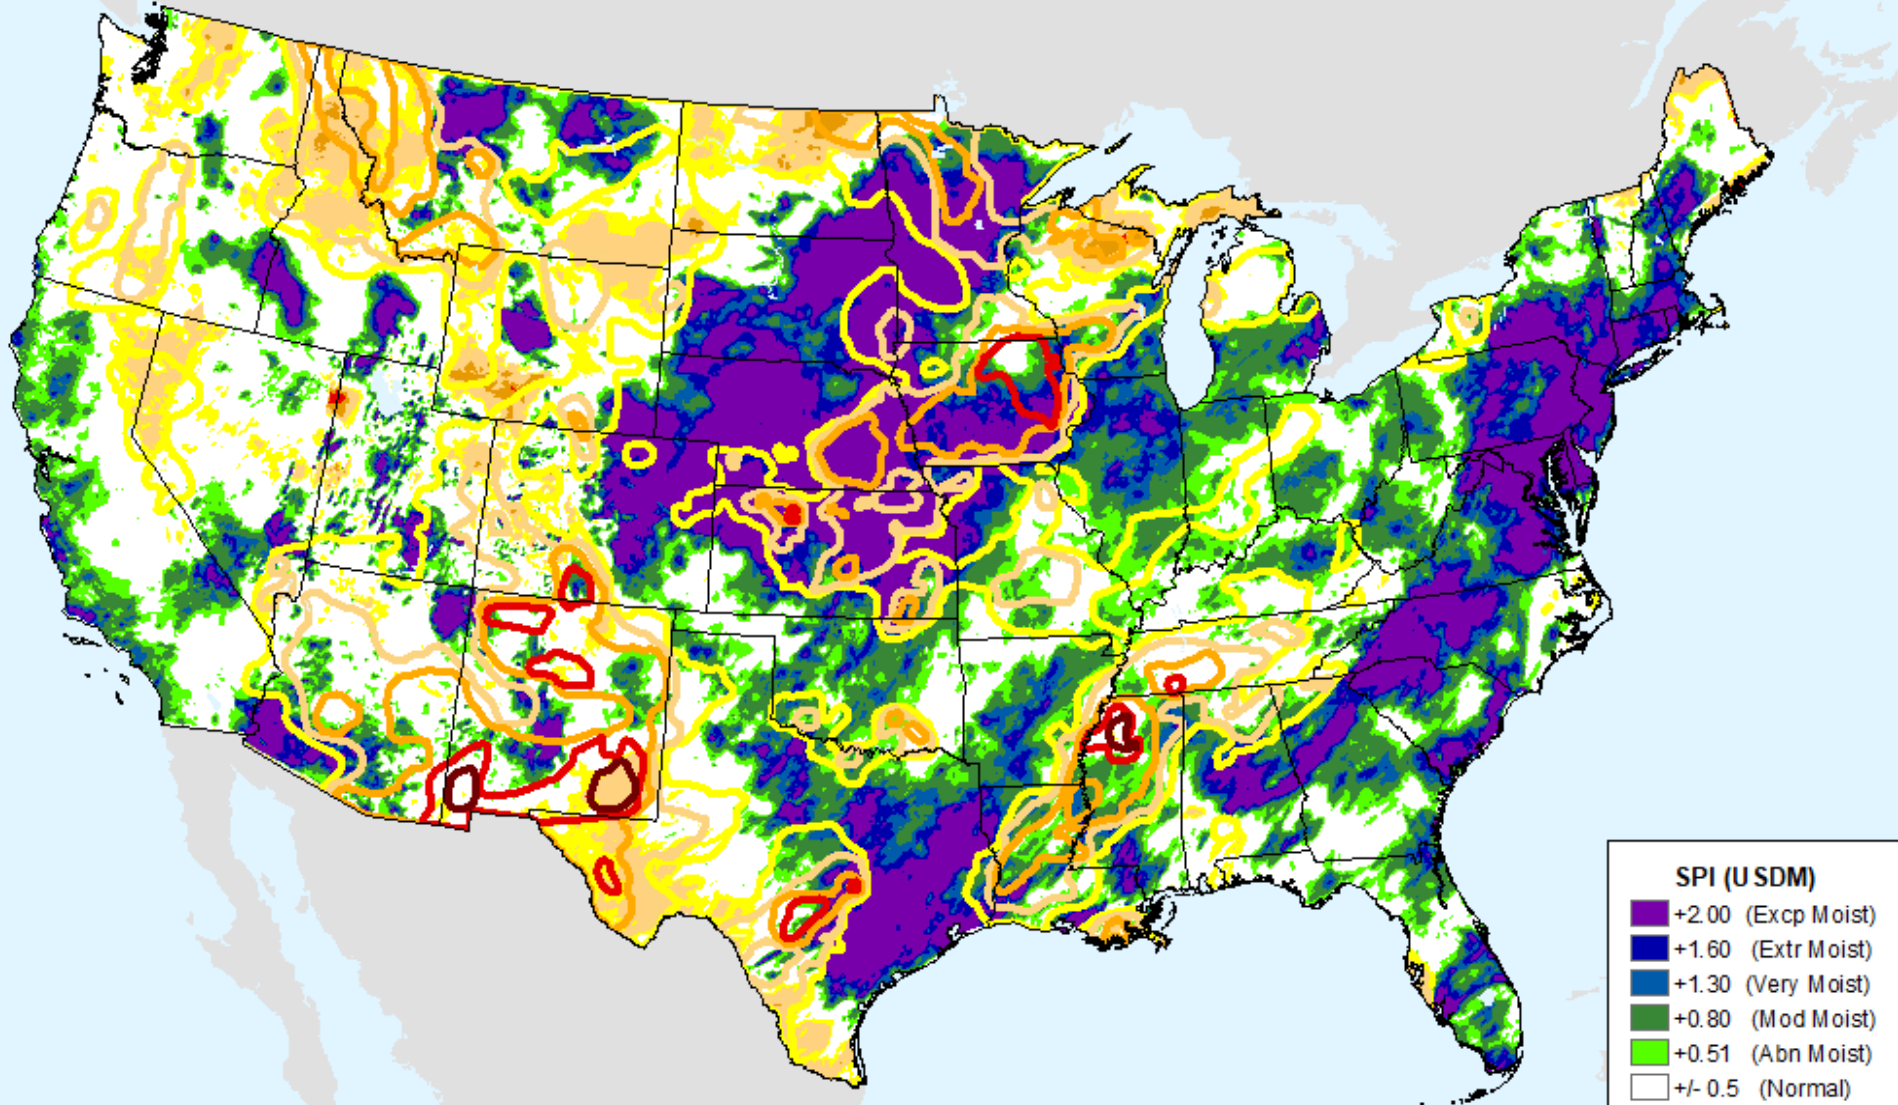 SPI (USDM)
+2.00 (Excp Moist)
+1.60 (Extr Moist)
+1.30 (Very Moist)
+0.80 (Mod Moist)
+0.51 (Abn Moist)
+/- 0.5 (Normal)